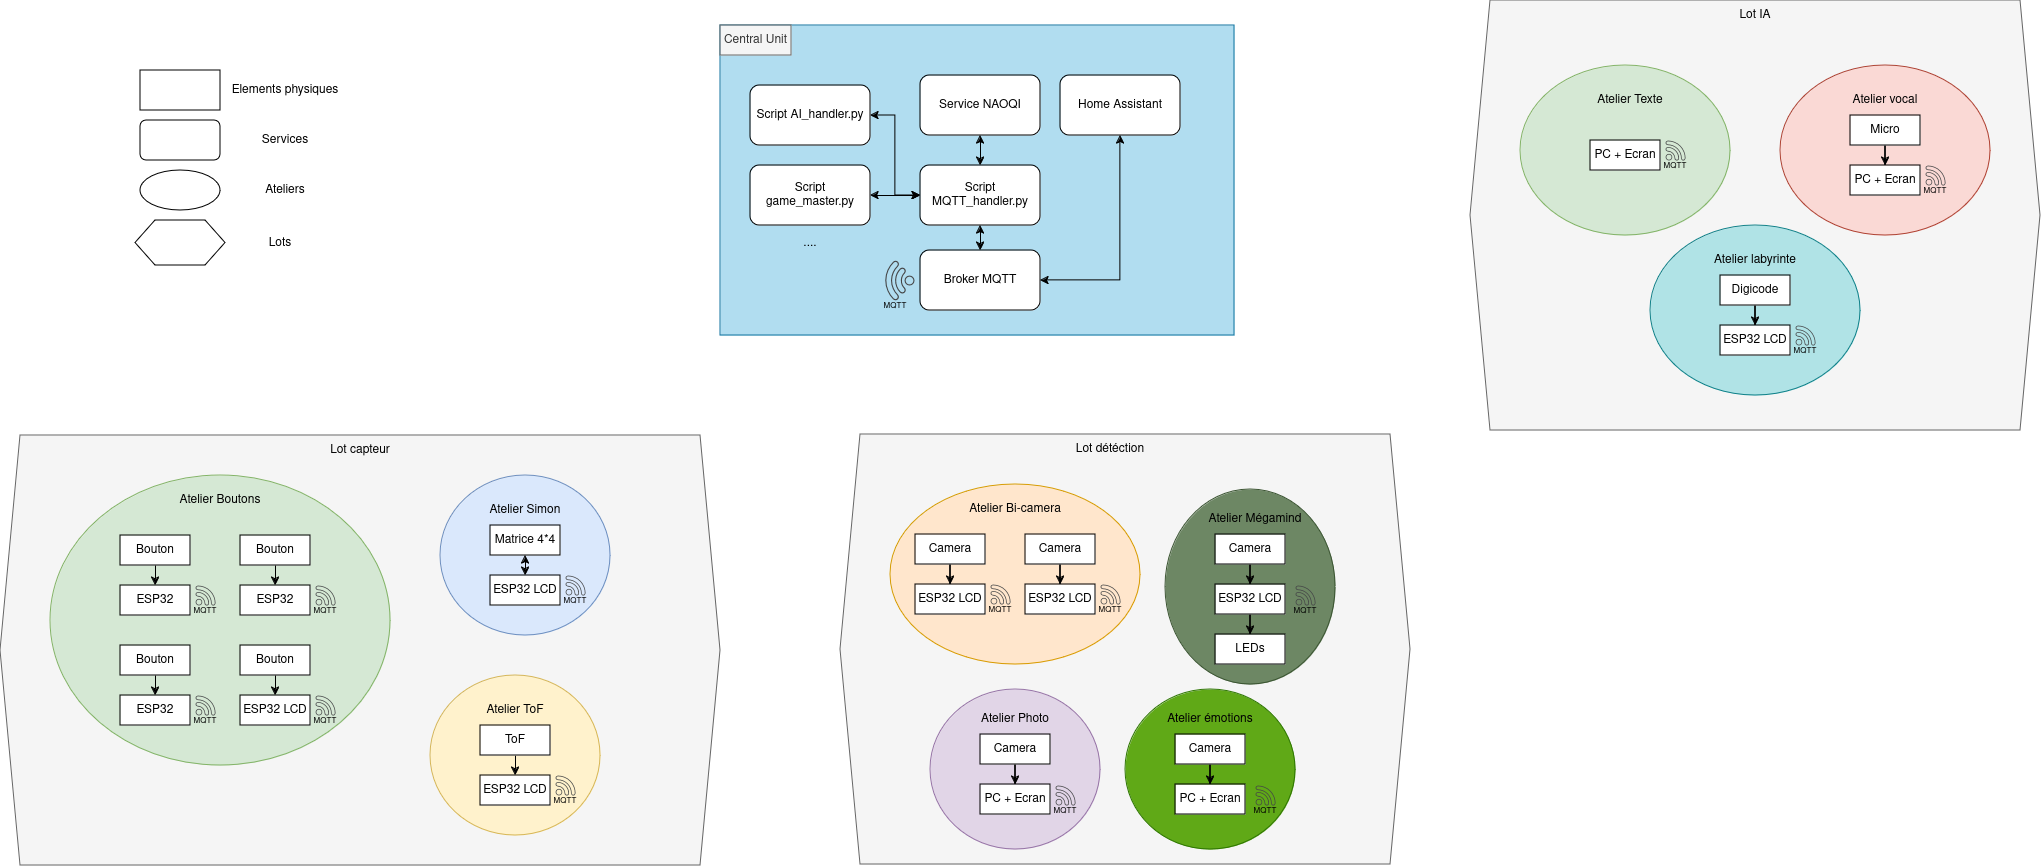 Elements physiques
Services
Ateliers
Lots
Central Unit
Script AI_handler.py
Service NAOQI
Home Assistant
Script
game_master.py
Script
MQTT_handler.py
....
Broker MQTT
MQTT
Lot IA
Atelier Texte
PC + Ecran
MQTT
Atelier vocal
Micro
PC + Ecran
MQTT
Atelier labyrinte
Digicode
ESP32 LCD
MQTT
Lot capteur
Atelier Boutons
Bouton
Bouton
ESP32
MQTT
ESP32
MQTT
Bouton
Bouton
ESP32
MQTT
ESP32 LCD
MQTT
Atelier Simon
Matrice 4*4
ESP32 LCD
MQTT
Atelier ToF
ToF
ESP32 LCD
MQTT
Lot détéction
Atelier Bi-camera
Camera
Camera
ESP32 LCD
MQTT
ESP32 LCD
MQTT
Atelier Mégamind
Camera
ESP32 LCD
MQTT
LEDs
Atelier Photo
Camera
PC + Ecran
MQTT
Atelier émotions
Camera
PC + Ecran
MQTT